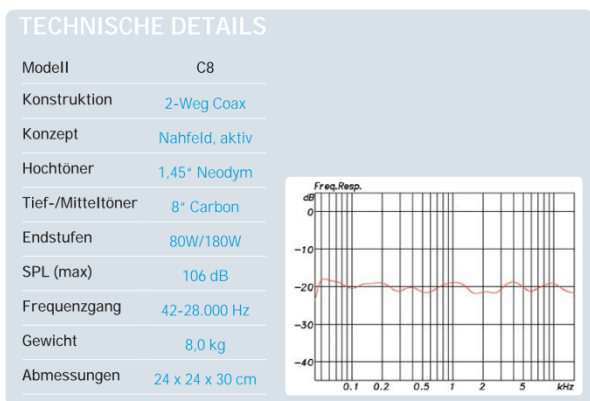 TECHNISCHE DETAILS
Modell C8
Konstruktion 2-Weg Coax
Konzept Nahfeld, aktiv
Hochtöner 1,45“ Neodym
Tief-/Mitteltöner 8“ Carbon
Endstufen 80W/180W
SPL (max) 106 dB
Frequenzgang 42-28.000 Hz
Gewicht 8,0 kg
Abmessungen 24 x 24 x 30 cm
Freq.Resp.
dB
0
-10
-20
-30
-40
0.1 0.2 0.5 1 2 5 kHz